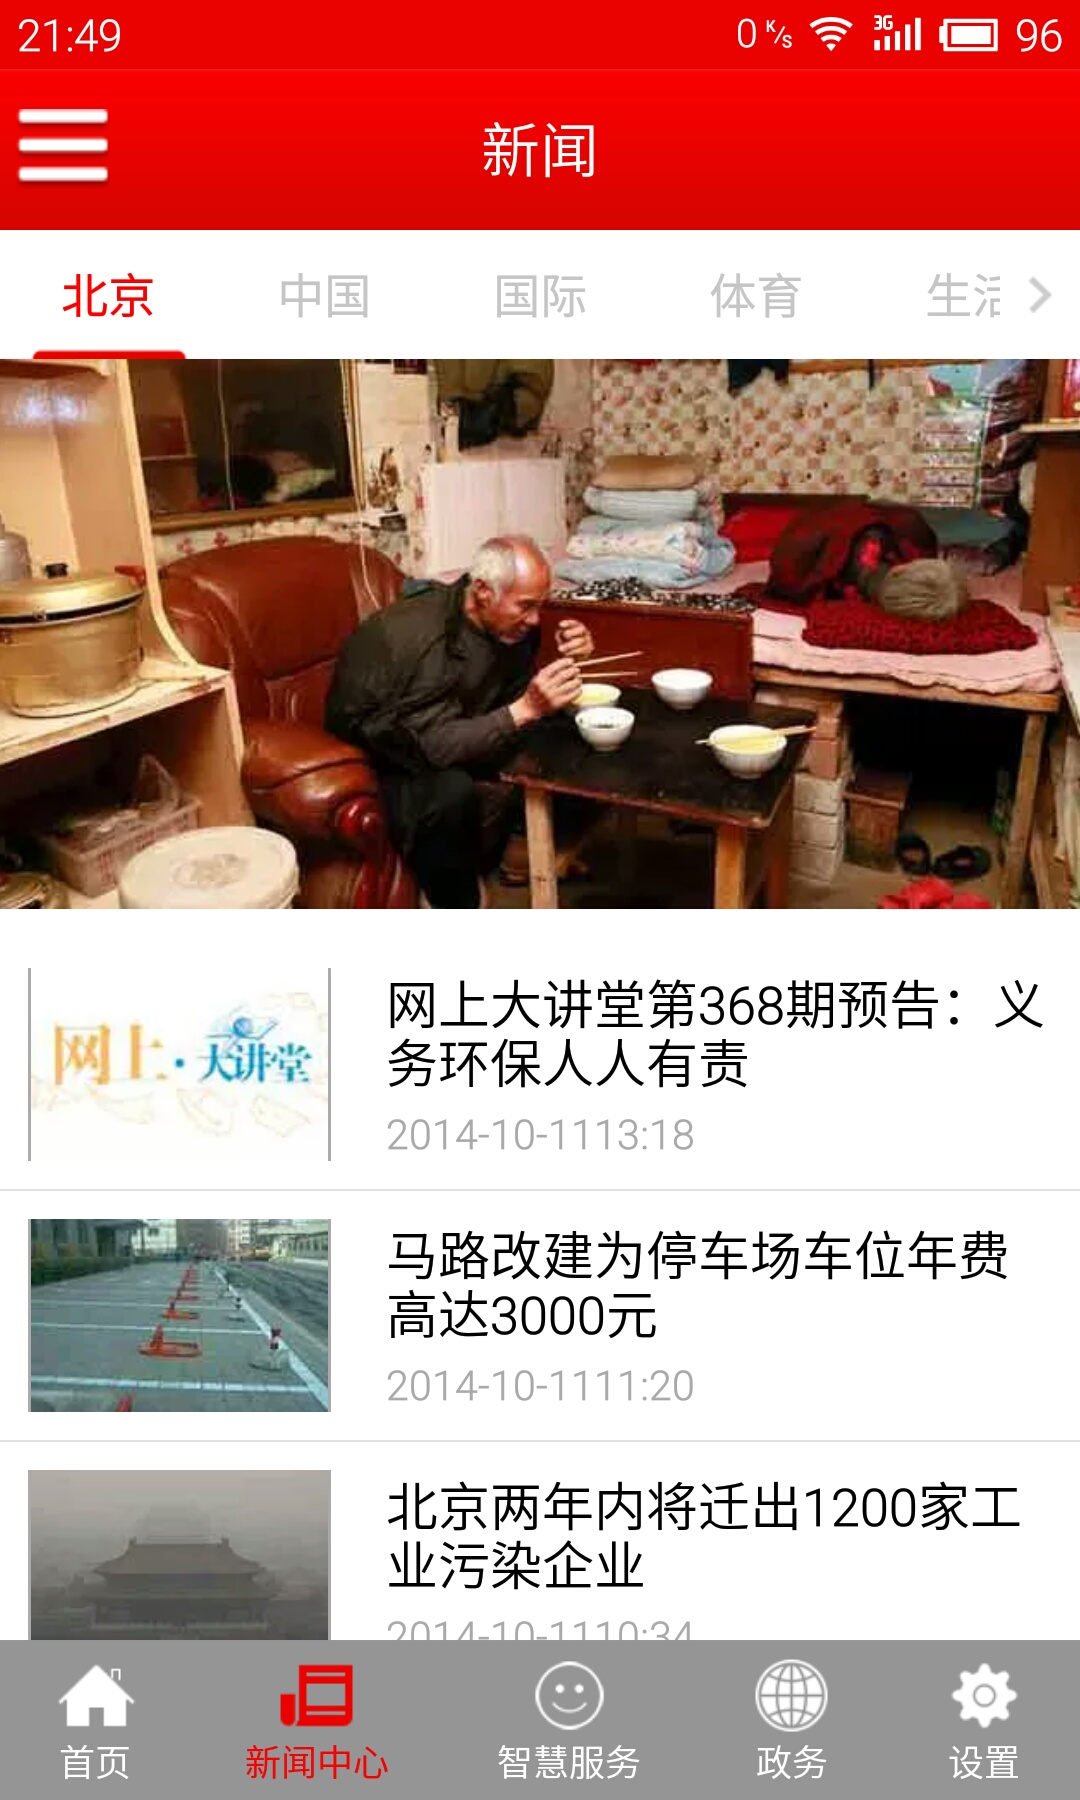 21:49
0 K/s 3G 96
新闻
北京 中国 国际 体育 生活
网上·大讲堂
网上大讲堂第368期预告：义
务环保人人有责
2014-10-1113:18
马路改建为停车场车位年费
高达3000元
2014-10-1111:20
北京两年内将迁出1200家工
业污染企业
2014-10-1110:34
首页 新闻中心 智慧服务 政务 设置